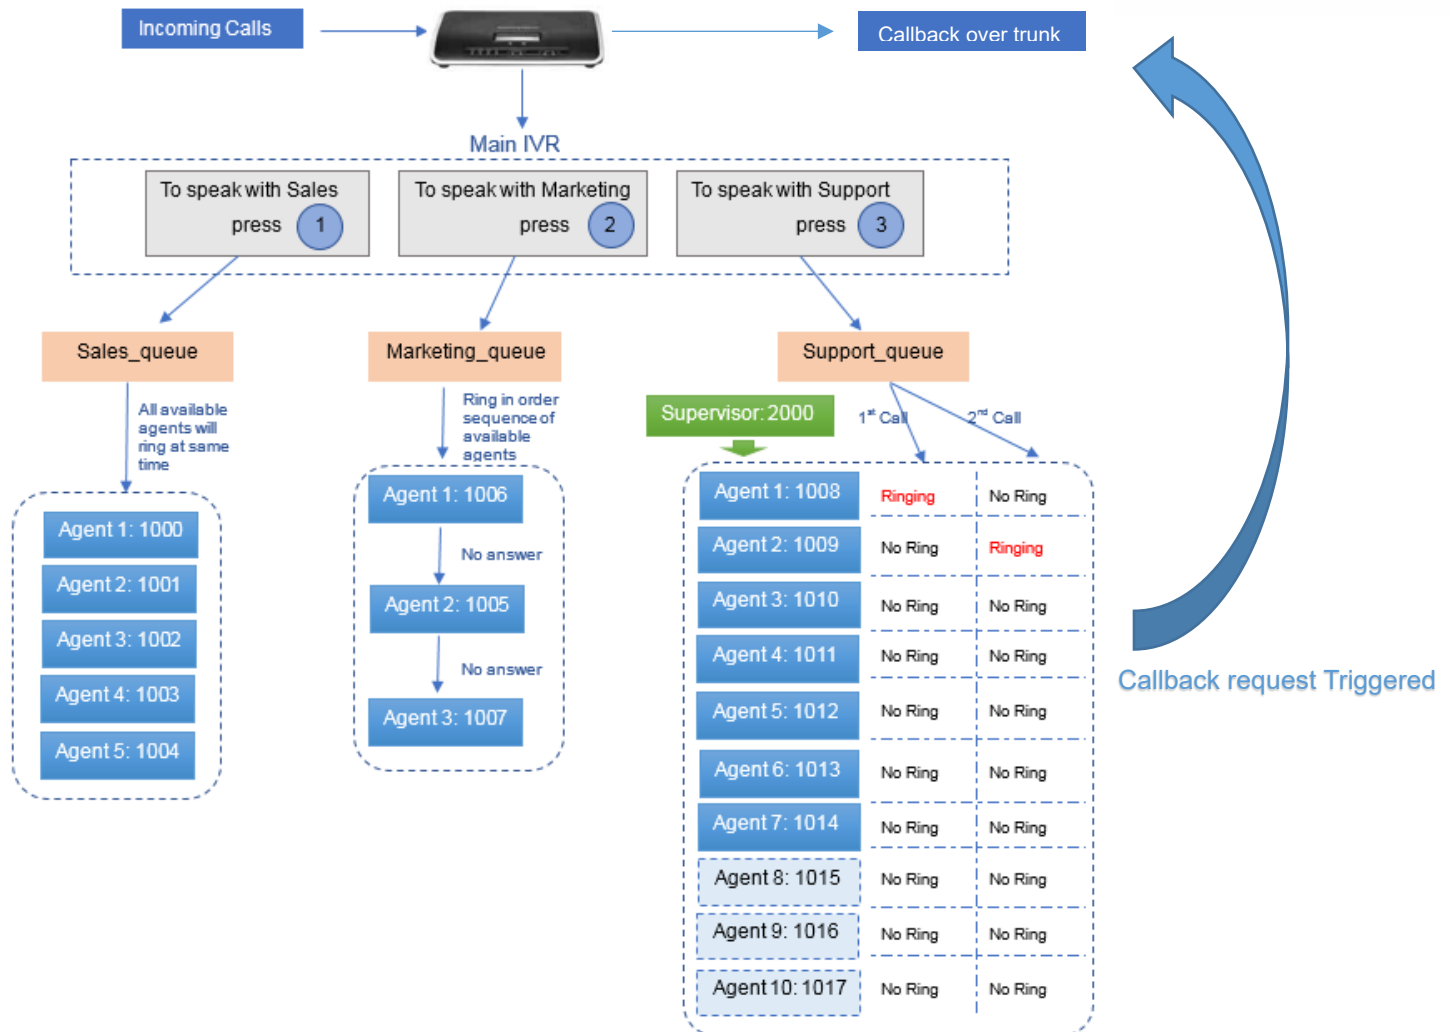 Incoming Calls
Callback over trunk
Main IVR
To speak with Sales
press 1
To speak with Marketing
press 2
To speak with Support
press 3
Sales_queue
All available
agents will
ring at same
time
Agent 1: 1000
Agent 2: 1001
Agent 3: 1002
Agent 4: 1003
Agent 5: 1004
Marketing_queue
Ring in order
sequence of
available
agents
Agent 1: 1006
No answer
Agent 2: 1005
No answer
Agent 3: 1007
Support_queue
Supervisor: 2000
1st Call
2nd Call
Agent 1: 1008 Ringing No Ring
Agent 2: 1009 No Ring Ringing
Agent 3: 1010 No Ring No Ring
Agent 4: 1011 No Ring No Ring
Agent 5: 1012 No Ring No Ring
Agent 6: 1013 No Ring No Ring
Agent 7: 1014 No Ring No Ring
Agent 8: 1015 No Ring No Ring
Agent 9: 1016 No Ring No Ring
Agent 10: 1017 No Ring No Ring
Callback request Triggered